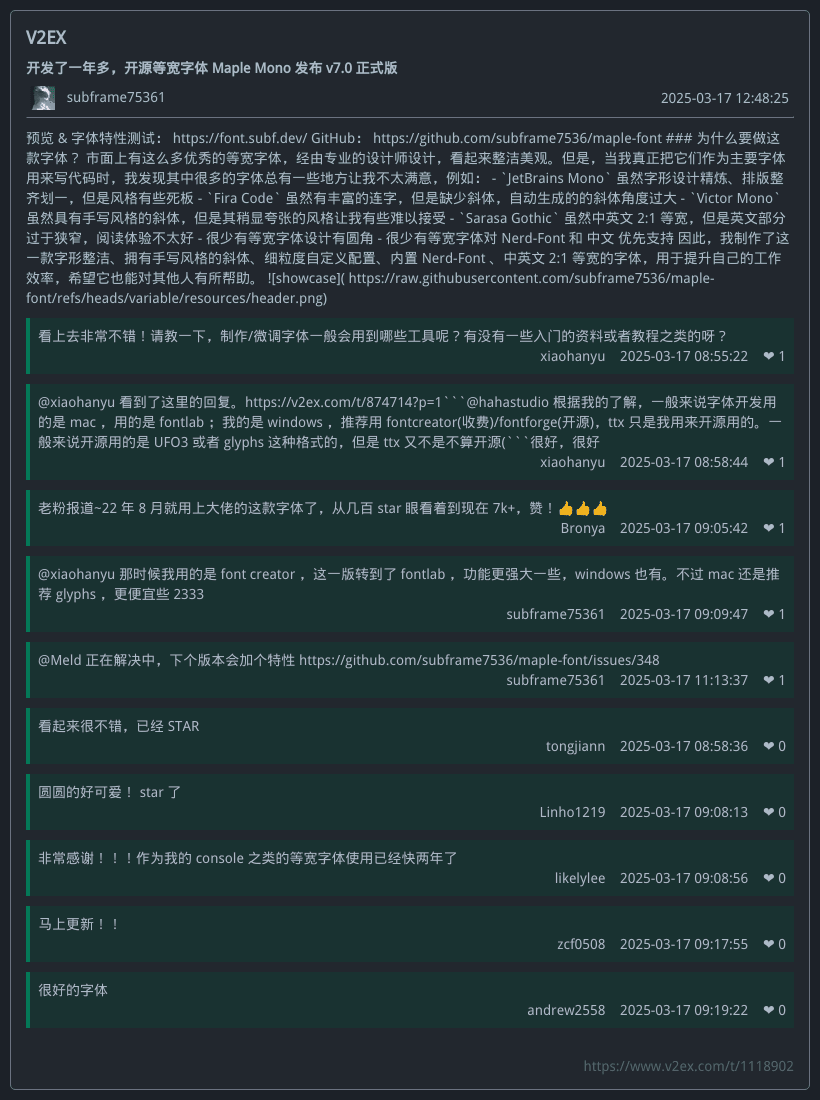 V2EX
开发了一年多，开源等宽字体 Maple Mono 发布 v7.0 正式版
subframe75361 2025-03-17 12:48:25
预览 & 字体特性测试： https://font.subf.dev/ GitHub： https://github.com/subframe7536/maple-font ### 为什么要做这
款字体？ 市面上有这么多优秀的等宽字体，经由专业的设计师设计，看起来整洁美观。但是，当我真正把它们作为主要字体
用来写代码时，我发现其中很多的字体总有一些地方让我不太满意，例如： - `JetBrains Mono` 虽然字形设计精炼、排版整
齐划一，但是风格有些死板 - `Fira Code` 虽然有丰富的连字，但是缺少斜体，自动生成的的斜体角度过大 - `Victor Mono`
虽然具有手写风格的斜体，但是其稍显夸张的风格让我有些难以接受 - `Sarasa Gothic` 虽然中英文 2:1 等宽，但是英文部分
过于狭窄，阅读体验不太好 - 很少有等宽字体设计有圆角 - 很少有等宽字体对 Nerd-Font 和 中文 优先支持 因此，我制作了这
一款字形整洁、拥有手写风格的斜体、细粒度自定义配置、内置 Nerd-Font 、中英文 2:1 等宽的字体，用于提升自己的工作
效率，希望它也能对其他人有所帮助。 ![showcase]( https://raw.githubusercontent.com/subframe7536/maple-
font/refs/heads/variable/resources/header.png)
看上去非常不错！请教一下，制作/微调字体一般会用到哪些工具呢？有没有一些入门的资料或者教程之类的呀？
xiaohanyu 2025-03-17 08:55:22 ❤ 1
@xiaohanyu 看到了这里的回复。https://v2ex.com/t/874714?p=1```@hahastudio 根据我的了解，一般来说字体开发用
的是 mac ，用的是 fontlab ；我的是 windows ，推荐用 fontcreator(收费)/fontforge(开源)，ttx 只是我用来开源用的。一
般来说开源用的是 UFO3 或者 glyphs 这种格式的，但是 ttx 又不是不算开源(```很好，很好
xiaohanyu 2025-03-17 08:58:44 ❤ 1
老粉报道~22 年 8 月就用上大佬的这款字体了，从几百 star 眼看着到现在 7k+，赞！👍👍👍
Bronya 2025-03-17 09:05:42 ❤ 1
@xiaohanyu 那时候我用的是 font creator ，这一版转到了 fontlab ，功能更强大一些，windows 也有。不过 mac 还是推
荐 glyphs ，更便宜些 2333
subframe75361 2025-03-17 09:09:47 ❤ 1
@Meld 正在解决中，下个版本会加个特性 https://github.com/subframe7536/maple-font/issues/348
subframe75361 2025-03-17 11:13:37 ❤ 1
看起来很不错，已经 STAR
tongjiann 2025-03-17 08:58:36 ❤ 0
圆圆的好可爱！ star 了
Linho1219 2025-03-17 09:08:13 ❤ 0
非常感谢！！！作为我的 console 之类的等宽字体使用已经快两年了
likelylee 2025-03-17 09:08:56 ❤ 0
马上更新！！
zcf0508 2025-03-17 09:17:55 ❤ 0
很好的字体
andrew2558 2025-03-17 09:19:22 ❤ 0
https://www.v2ex.com/t/1118902